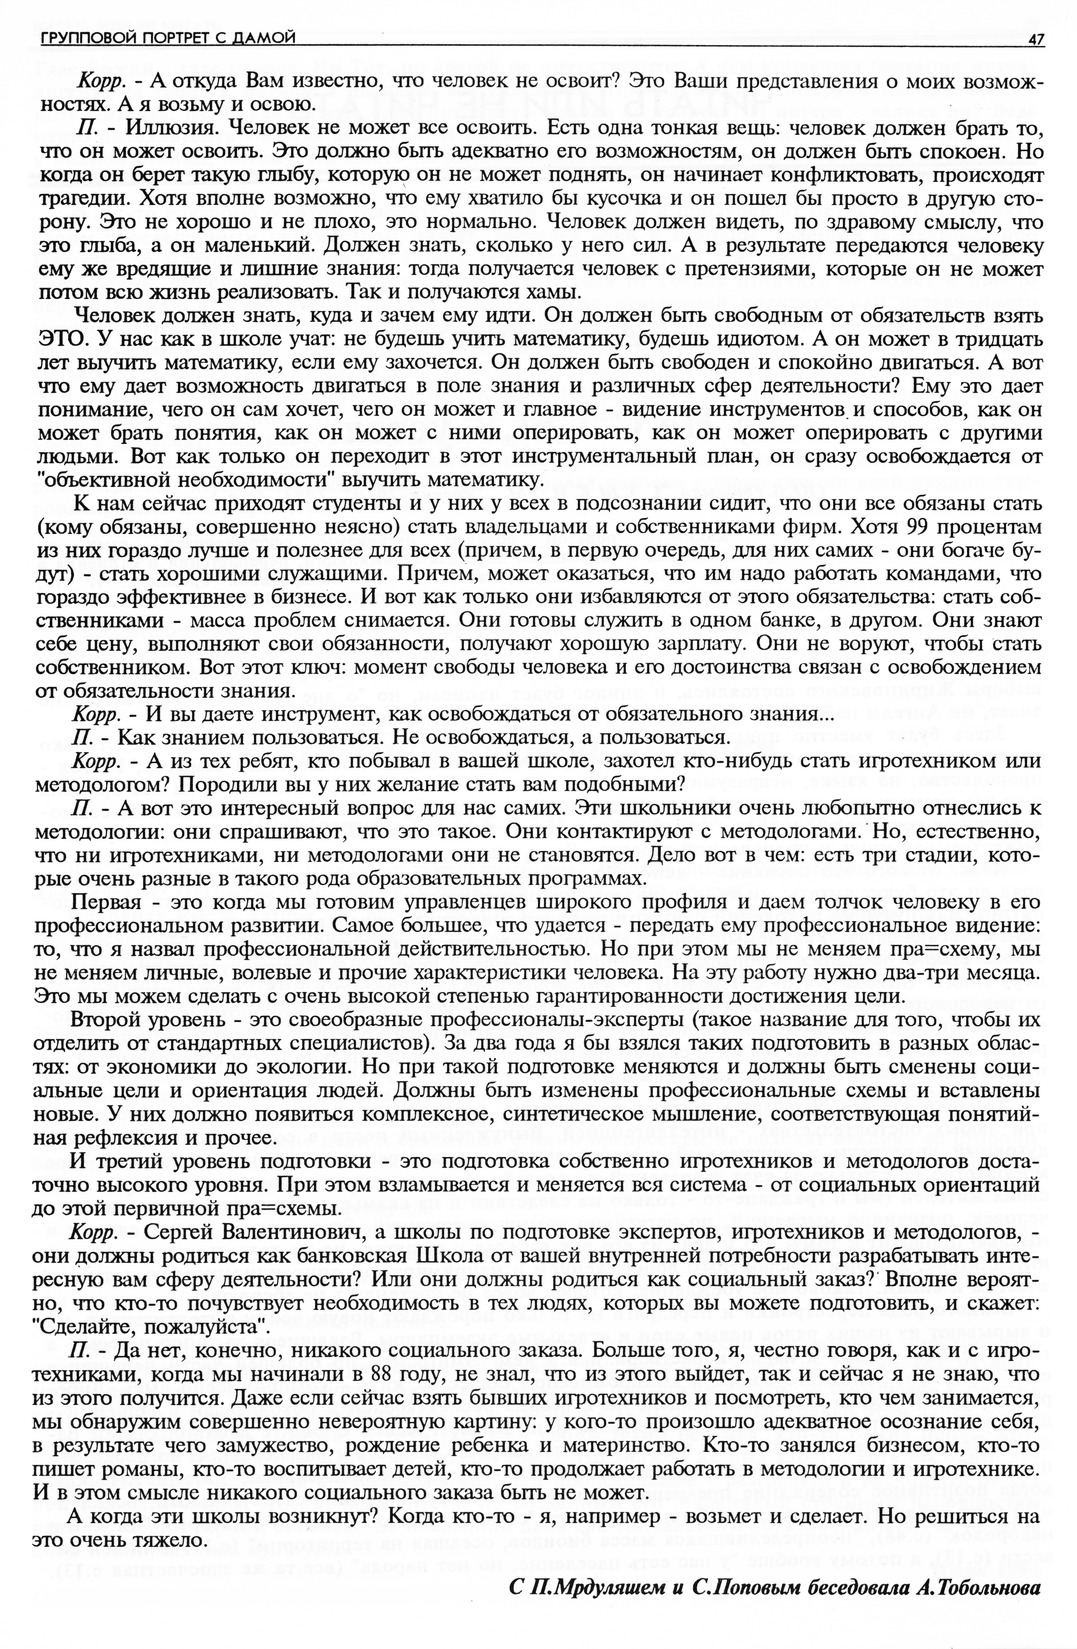 ГРУППОВОЙ ПОРТРЕТ С ДАМОЙ 47
Корр. - А откуда Вам известно, что человек не освоит? Это Ваши представления о моих возмож-
ностях. А я возьму и освою.
П. - Иллюзия. Человек не может все освоить. Есть одна тонкая вещь: человек должен брать то,
что он может освоить. Это должно быть адекватно его возможностям, он должен быть спокоен. Но
когда он берет такую глыбу, которую он не может поднять, он начинает конфликтовать, происходят
трагедии. Хотя вполне возможно, что ему хватило бы кусочка и он пошел бы просто в другую сто-
рону. Это не хорошо и не плохо, это нормально. Человек должен видеть, по здравому смыслу, что
это глыба, а он маленький. Должен знать, сколько у него сил. А в результате передаются человеку
ему же вредящие и лишние знания: тогда получается человек с претензиями, которые он не может
потом всю жизнь реализовать. Так и получаются хамы.
Человек должен знать, куда и зачем ему идти. Он должен быть свободным от обязательств взять
ЭТО. У нас как в школе учат: не будешь учить математику, будешь идиотом. А он может в тридцать
лет выучить математику, если ему захочется. Он должен быть свободен и спокойно двигаться. А вот
что ему дает возможность двигаться в поле знания и различных сфер деятельности? Ему это дает
понимание, чего он сам хочет, чего он может и главное - видение инструментов и способов, как он
может брать понятия, как он может с ними оперировать, как он может оперировать с другими
людьми. Вот как только он переходит в этот инструментальный план, он сразу освобождается от
"объективной необходимости" выучить математику.
К нам сейчас приходят студенты и у них у всех в подсознании сидит, что они все обязаны стать
(кому обязаны, совершенно неясно) стать владельцами и собственниками фирм. Хотя 99 процентам
из них гораздо лучше и полезнее для всех (причем, в первую очередь, для них самих - они богаче бу-
дут) - стать хорошими служащими. Причем, может оказаться, что им надо работать командами, что
гораздо эффективнее в бизнесе. И вот как только они избавляются от этого обязательства: стать соб-
ственниками - масса проблем снимается. Они готовы служить в одном банке, в другом. Они знают
себе цену, выполняют свои обязанности, получают хорошую зарплату. Они не воруют, чтобы стать
собственником. Вот этот ключ: момент свободы человека и его достоинства связан с освобождением
от обязательности знания.
Корр. - И вы даете инструмент, как освобождаться от обязательного знания...
П. - Как знанием пользоваться. Не освобождаться, а пользоваться.
Корр. - А из тех ребят, кто побывал в вашей школе, захотел кто-нибудь стать игротехником или
методологом? Породили вы у них желание стать вам подобными?
П. - А вот это интересный вопрос для нас самих. Эти школьники очень любопытно отнеслись к
методологии: они спрашивают, что это такое. Они контактируют с методологами. Но, естественно,
что ни игротехниками, ни методологами они не становятся. Дело вот в чем: есть три стадии, кото-
рые очень разные в такого рода образовательных программах.
Первая - это когда мы готовим управленцев широкого профиля и даем толчок человеку в его
профессиональном развитии. Самое большее, что удается - передать ему профессиональное видение:
то, что я назвал профессиональной действительностью. Но при этом мы не меняем пра=схему, мы
не меняем личные, волевые и прочие характеристики человека. На эту работу нужно два-три месяца.
Это мы можем сделать с очень высокой степенью гарантированности достижения цели.
Второй уровень - это своеобразные профессионалы-эксперты (такое название для того, чтобы их
отделить от стандартных специалистов). За два года я бы взялся таких подготовить в разных облас-
тях: от экономики до экологии. Но при такой подготовке меняются и должны быть сменены соци-
альные цели и ориентация людей. Должны быть изменены профессиональные схемы и вставлены
новые. У них должно появиться комплексное, синтетическое мышление, соответствующая понятий-
ная рефлексия и прочее.
И третий уровень подготовки - это подготовка собственно игротехников и методологов доста-
точно высокого уровня. При этом взламывается и меняется вся система - от социальных ориентаций
до этой первичной пра=схемы.
Корр. - Сергей Валентинович, а школы по подготовке экспертов, игротехников и методологов, -
они должны родиться как банковская Школа от вашей внутренней потребности разрабатывать инте-
ресную вам сферу деятельности? Или они должны родиться как социальный заказ? Вполне вероят-
но, что кто-то почувствует необходимость в тех людях, которых вы можете подготовить, и скажет:
"Сделайте, пожалуйста".
П. - Да нет, конечно, никакого социального заказа. Больше того, я, честно говоря, как и с игро-
техниками, когда мы начинали в 88 году, не знал, что из этого выйдет, так и сейчас я не знаю, что
из этого получится. Даже если сейчас взять бывших игротехников и посмотреть, кто чем занимается,
мы обнаружим совершенно невероятную картину: у кого-то произошло адекватное осознание себя,
в результате чего замужество, рождение ребенка и материнство. Кто-то занялся бизнесом, кто-то
пишет романы, кто-то воспитывает детей, кто-то продолжает работать в методологии и игротехнике.
И в этом смысле никакого социального заказа быть не может.
А когда эти школы возникнут? Когда кто-то - я, например - возьмет и сделает. Но решиться на
это очень тяжело.
С П.Мрдуляшем и С.Поповым беседовала А.Тобольнова